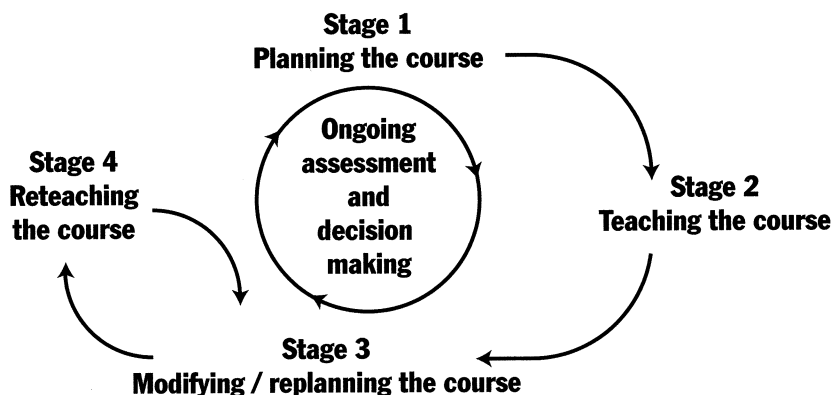 Stage 1
Planning the course
Ongoing
assessment
and
decision
making
Stage 4
Reteaching
the course
Stage 2
Teaching the course
Stage 3
Modifying / replanning the course